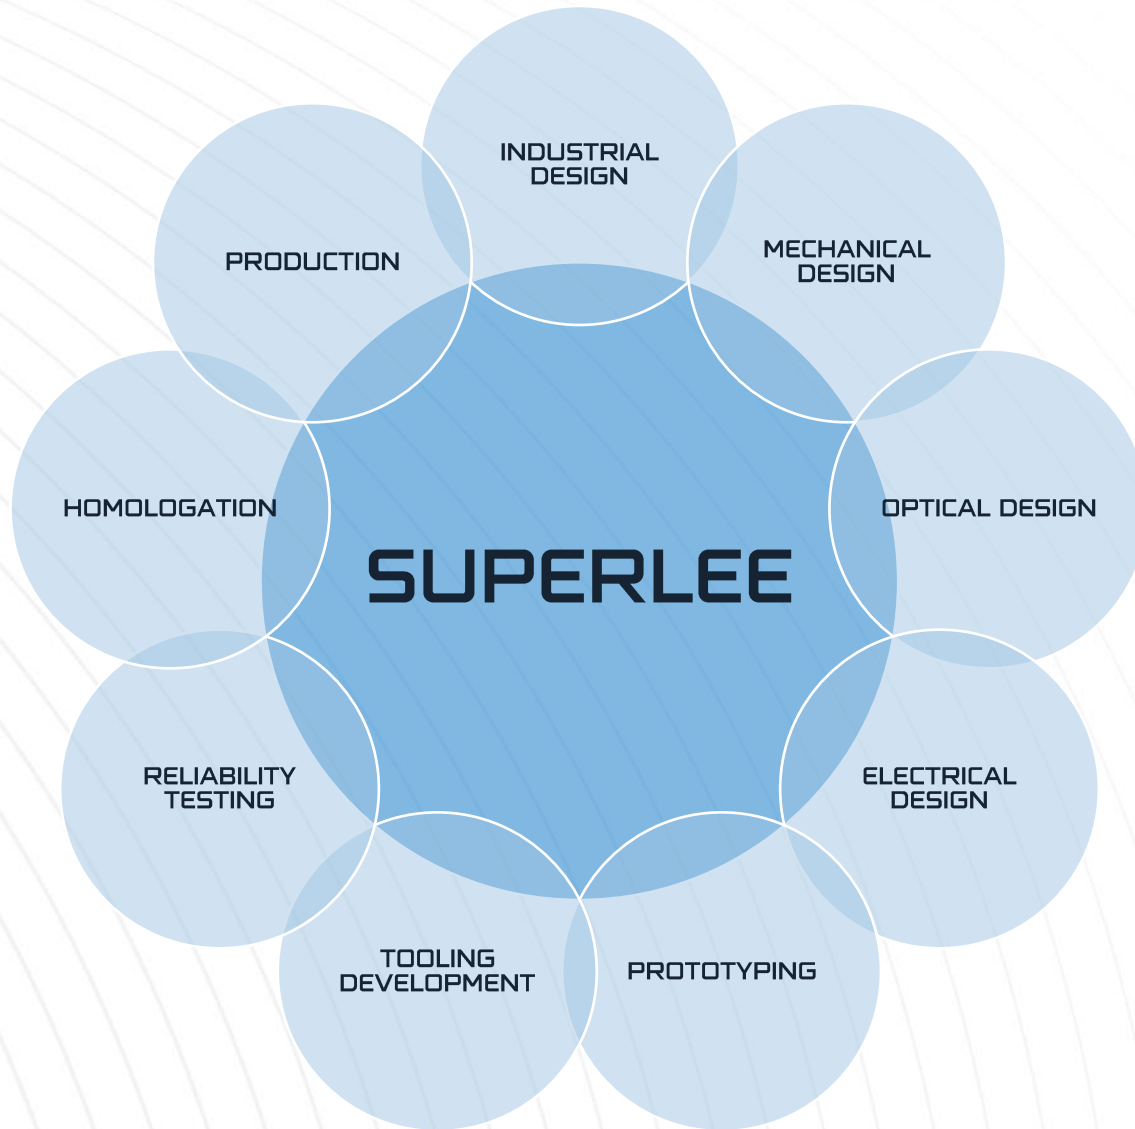 INDUSTRIAL
DESIGN
MECHANICAL
DESIGN
OPTICAL DESIGN
ELECTRICAL
DESIGN
PROTOTYPING
TOOLING
DEVELOPMENT
RELIABILITY
TESTING
HOMOLOGATION
PRODUCTION
SUPERLEE